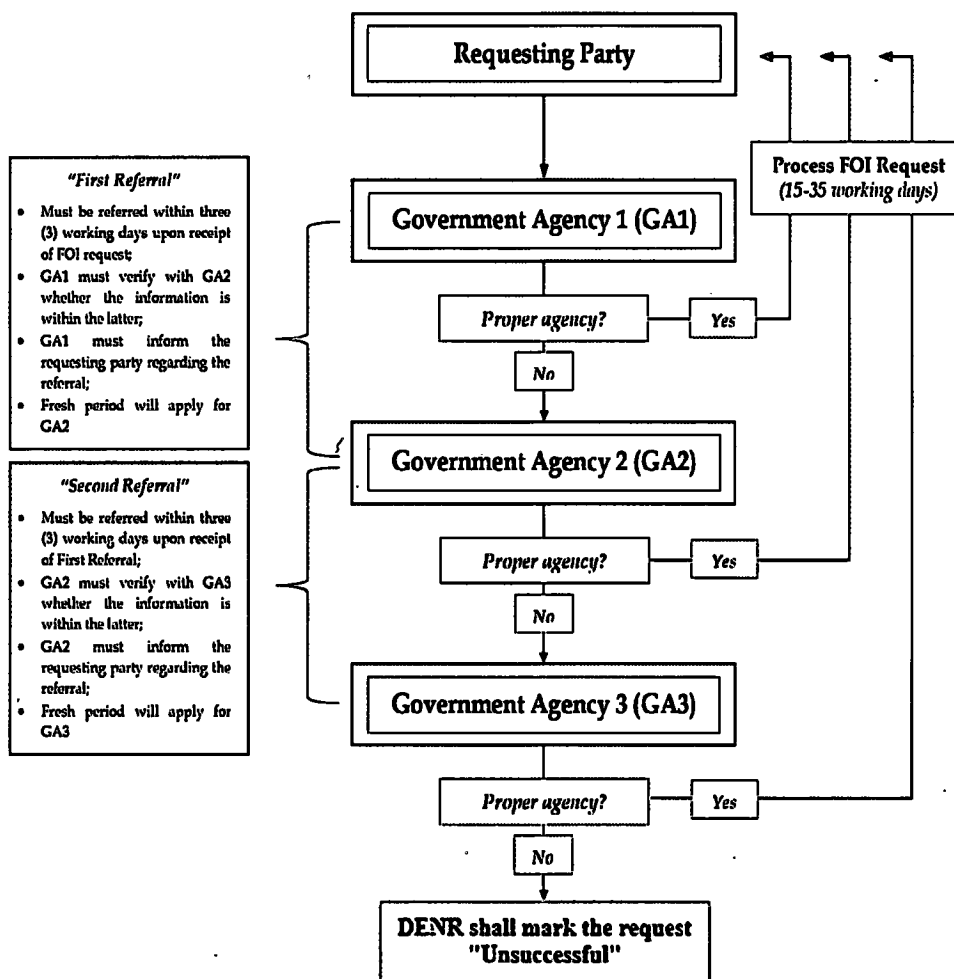 Requesting Party
Process FOI Request
(15-35 working days)
"First Referral"
• Must be referred within three
(3) working days upon receipt
of FOI request;
• GA1 must verify with GA2
whether the information is
within the latter;
• GA1 must inform the
requesting party regarding the
referral;
• Fresh period will apply for
GA2
Government Agency 1 (GA1)
Proper agency?
Yes
No
Government Agency 2 (GA2)
"Second Referral"
• Must be referred within three
(3) working days upon receipt
of First Referral;
• GA2 must verify with GA3
whether the information is
within the latter;
• GA2 must inform the
requesting party regarding the
referral;
• Fresh period will apply for
GA3
Proper agency?
Yes
No
Government Agency 3 (GA3)
Proper agency?
Yes
No
DENR shall mark the request
"Unsuccessful"